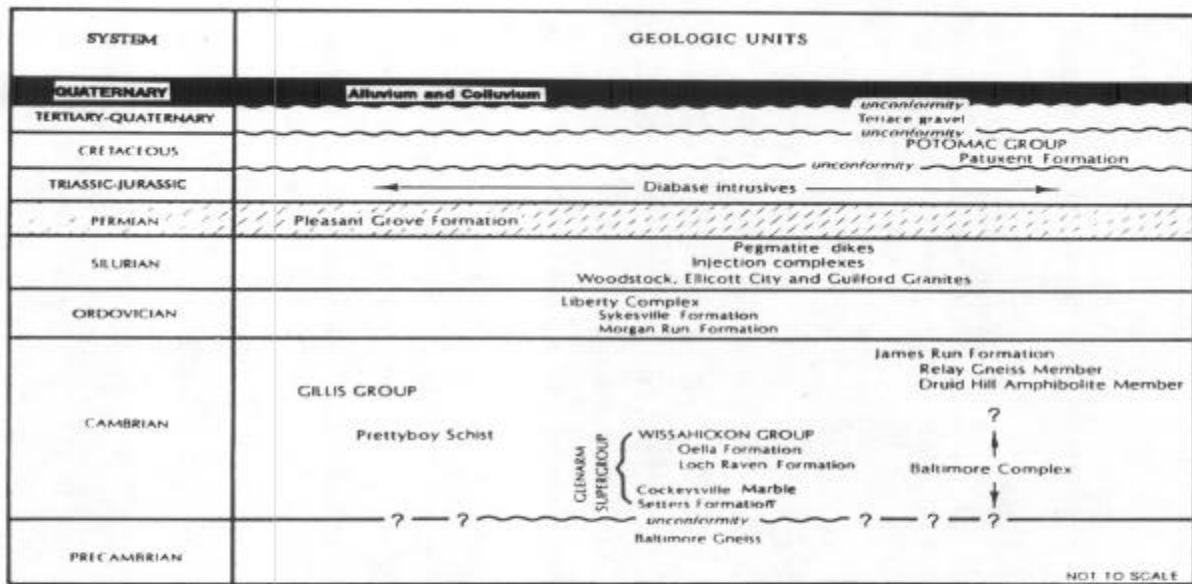 SYSTEM GEOLOGIC UNITS
QUATERNARY Alluvium and Colluvium
unconformity
TERTIARY-QUATERNARY Terrace gravel
unconformity
CRETACEOUS POTOMAC GROUP
Patuxent Formation
unconformity
TRIASSIC-JURASSIC Diabase intrusives
PERMIAN Pleasant Grove Formation
SILURIAN
Pegmatite dikes
Injection complexes
Woodstock, Ellicott City and Guilford Granites
ORDOVICIAN
Liberty Complex
Sykesville Formation
Morgan Run Formation
CAMBRIAN
James Run Formation
Relay Gneiss Member
Druid Hill Amphibolite Member
GILLIS GROUP
Prettyboy Schist
GLENARM
SUPERGROUP
WISSAHICKON GROUP
Oella Formation
Loch Raven Formation
Cockeysville Marble
Setters Formation
?
Baltimore Complex
? ? unconformity ? ? ?
PRECAMBRIAN
Baltimore Gneiss
NOT TO SCALE